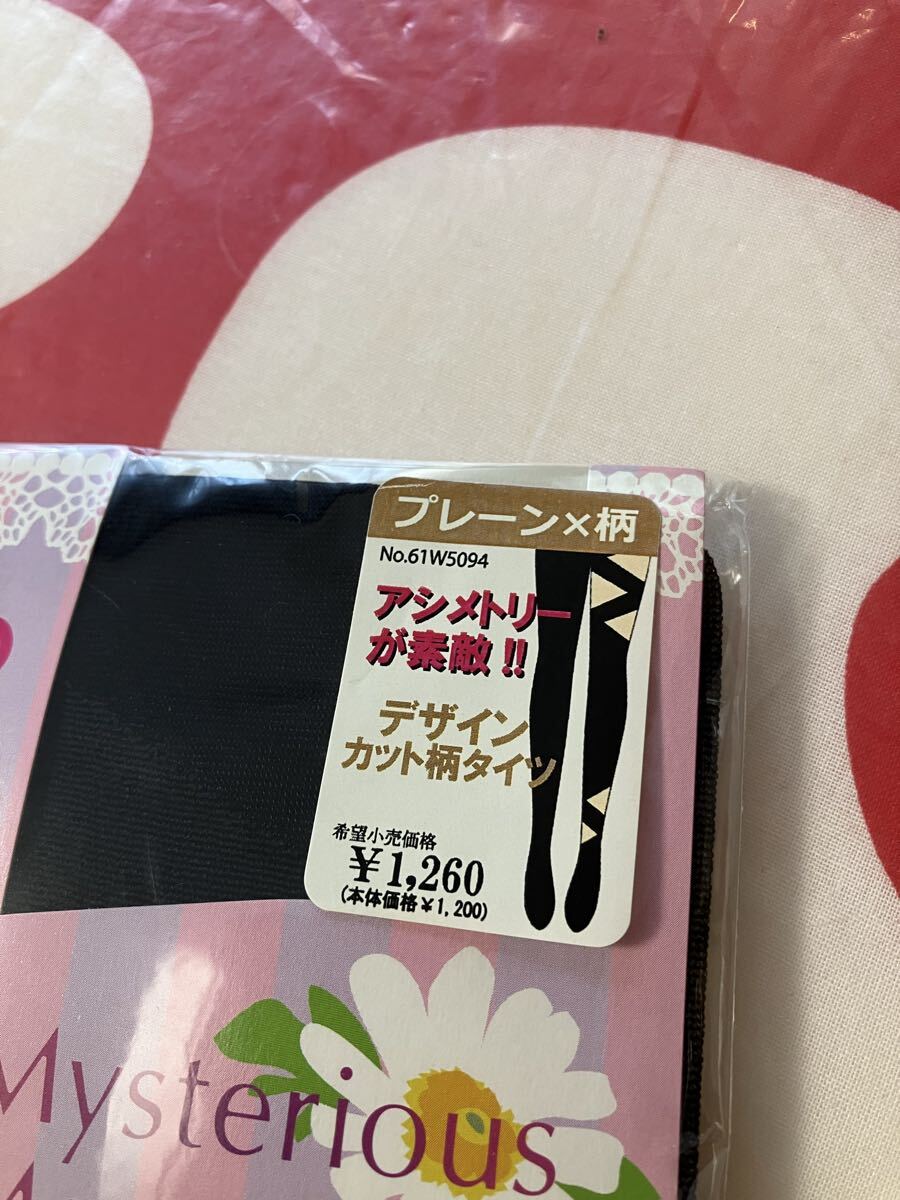 プレーン×柄
No.61W5094
アシメトリー
が素敵!!
デザイン
カット柄タイツ
希望小売価格
¥1,260
(本体価格¥1,200)
Mysterious